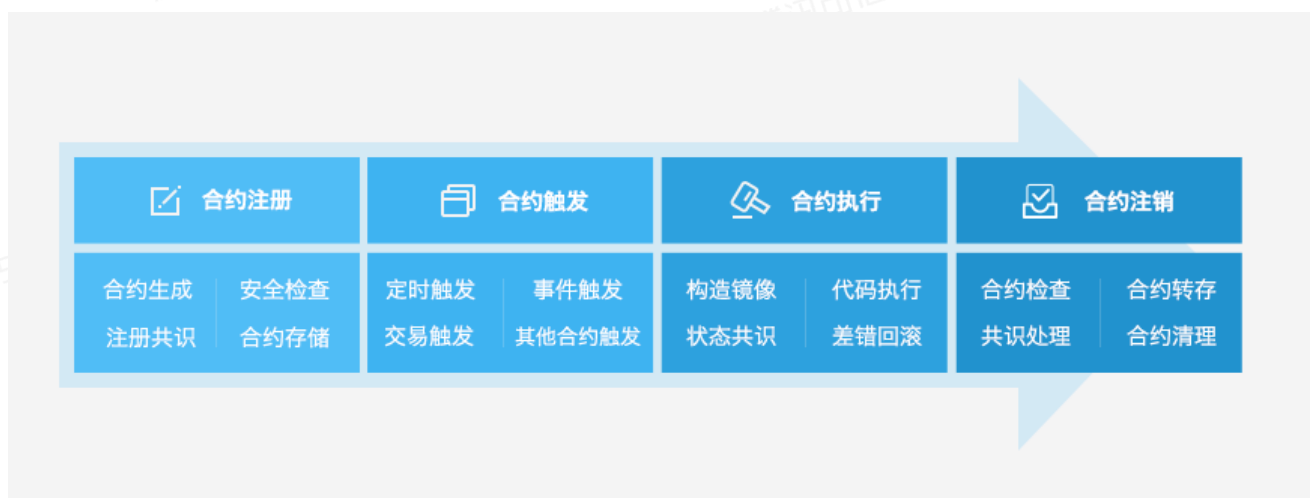 合约注册
合约触发
合约执行
合约注销
合约生成 安全检查
注册共识 合约存储
定时触发 事件触发
交易触发 其他合约触发
构造镜像 代码执行
状态共识 差错回滚
合约检查 合约转存
共识处理 合约清理